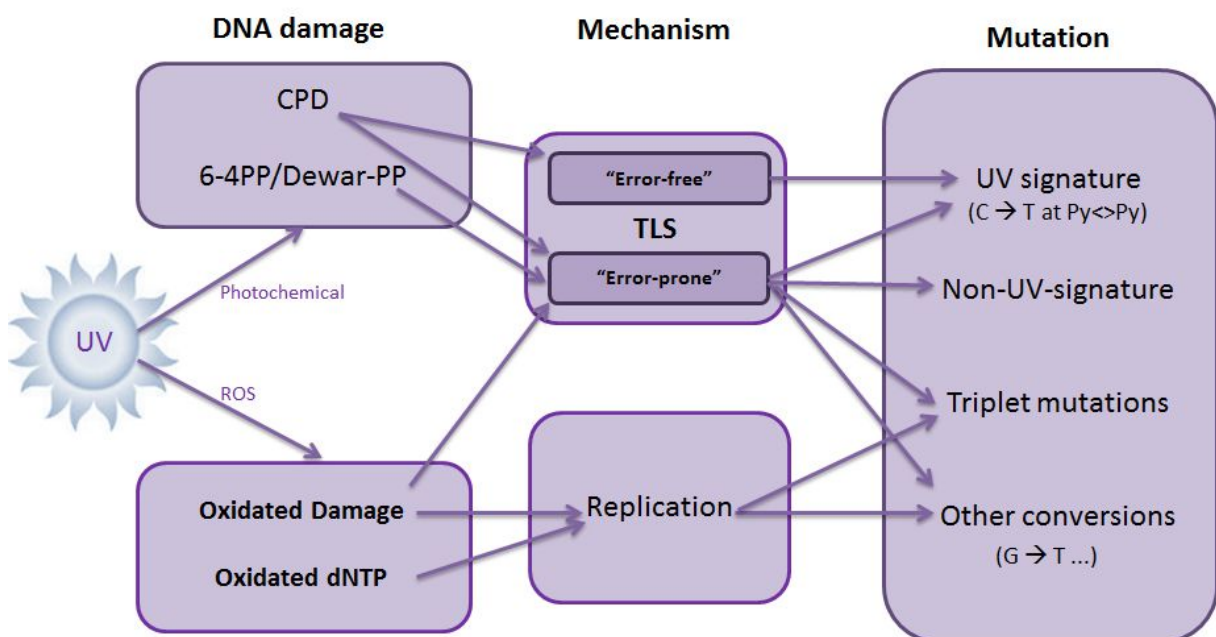 DNA damage
Mechanism
Mutation
CPD
6-4PP/Dewar-PP
“Error-free”
TLS
“Error-prone”
UV signature
(C → T at Py<>Py)
Non-UV-signature
Triplet mutations
Other conversions
(G → T ...)
UV
Photochemical
ROS
Oxidated Damage
Oxidated dNTP
Replication